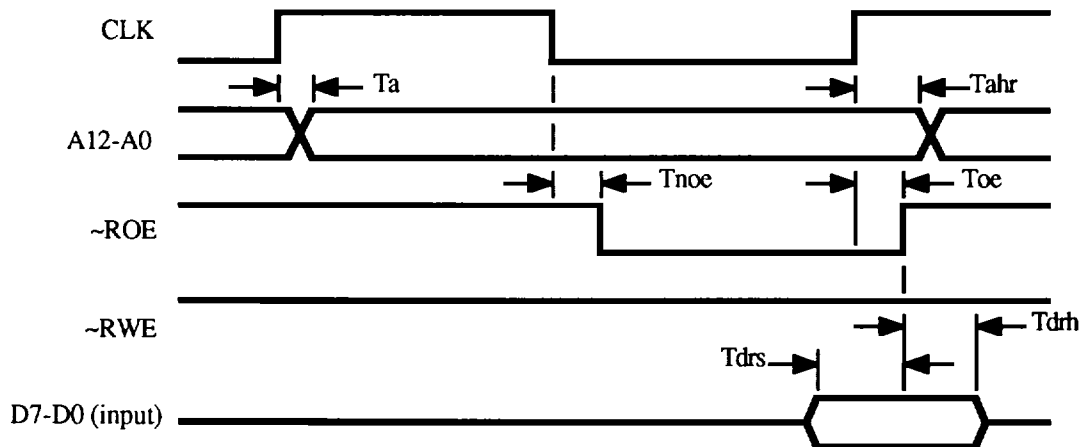 CLK
Ta
Tahr
A12-A0
Tnoe
Toe
~ROE
~RWE
Tdrh
Tdrs
D7-D0 (input)